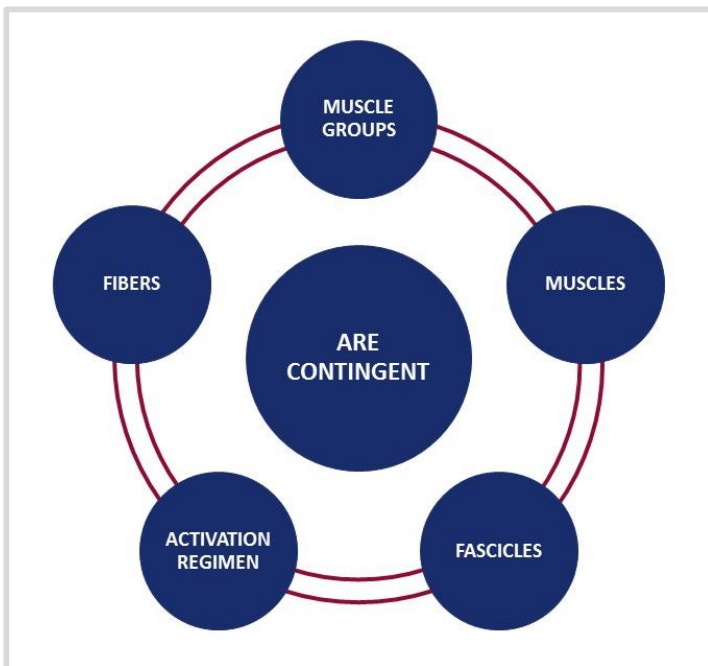 MUSCLE
GROUPS
FIBERS
MUSCLES
ARE
CONTINGENT
ACTIVATION
REGIMEN
FASCICLES